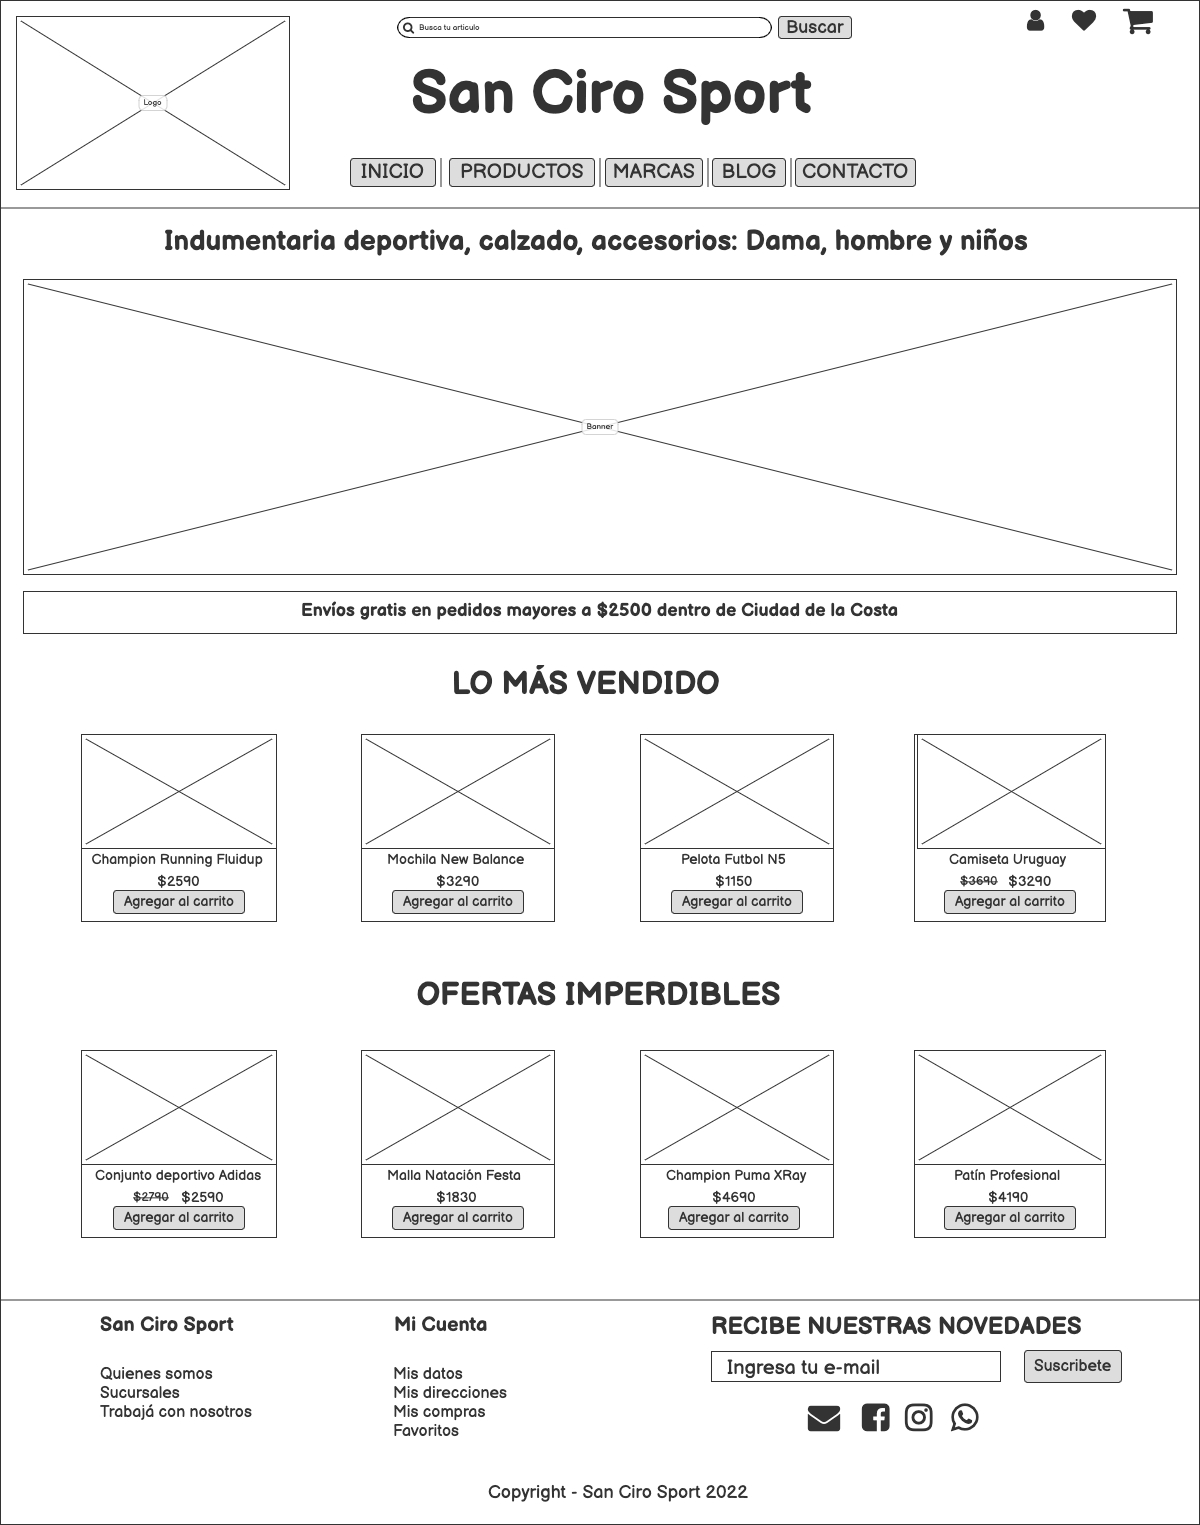 Busca tu articulo
Buscar
Logo
San Ciro Sport
INICIO PRODUCTOS MARCAS BLOG CONTACTO
Indumentaria deportiva, calzado, accesorios: Dama, hombre y niños
Banner
Envíos gratis en pedidos mayores a $2500 dentro de Ciudad de la Costa
LO MÁS VENDIDO
Champion Running Fluidup
$2590
Agregar al carrito
Mochila New Balance
$3290
Agregar al carrito
Pelota Futbol N5
$1150
Agregar al carrito
Camiseta Uruguay
$3690 $3290
Agregar al carrito
OFERTAS IMPERDIBLES
Conjunto deportivo Adidas
$2790 $2590
Agregar al carrito
Malla Natación Festa
$1830
Agregar al carrito
Champion Puma XRay
$4690
Agregar al carrito
Patín Profesional
$4190
Agregar al carrito
San Ciro Sport
Quienes somos
Sucursales
Trabajá con nosotros
Mi Cuenta
Mis datos
Mis direcciones
Mis compras
Favoritos
RECIBE NUESTRAS NOVEDADES
Ingresa tu e-mail
Suscribete
Copyright - San Ciro Sport 2022